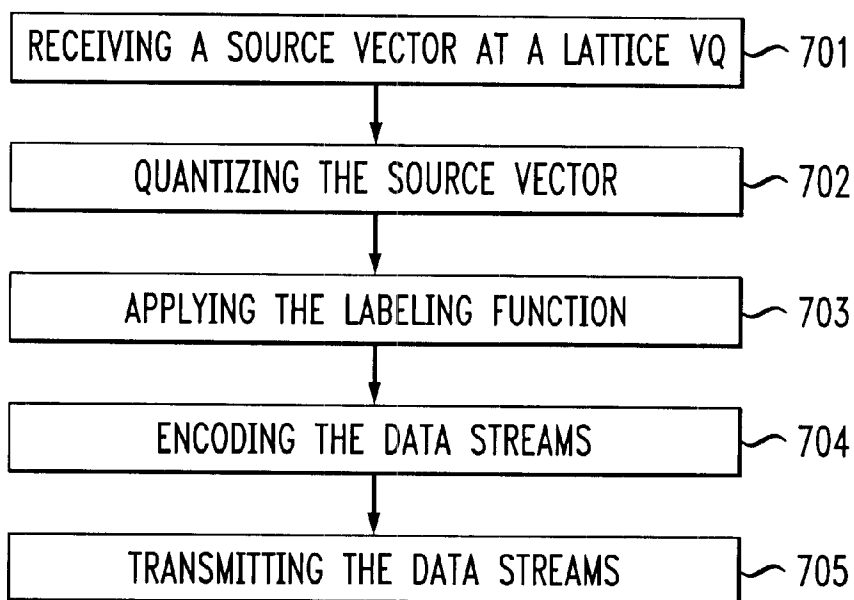 RECEIVING A SOURCE VECTOR AT A LATTICE VQ 701
QUANTIZING THE SOURCE VECTOR 702
APPLYING THE LABELING FUNCTION 703
ENCODING THE DATA STREAMS 704
TRANSMITTING THE DATA STREAMS 705